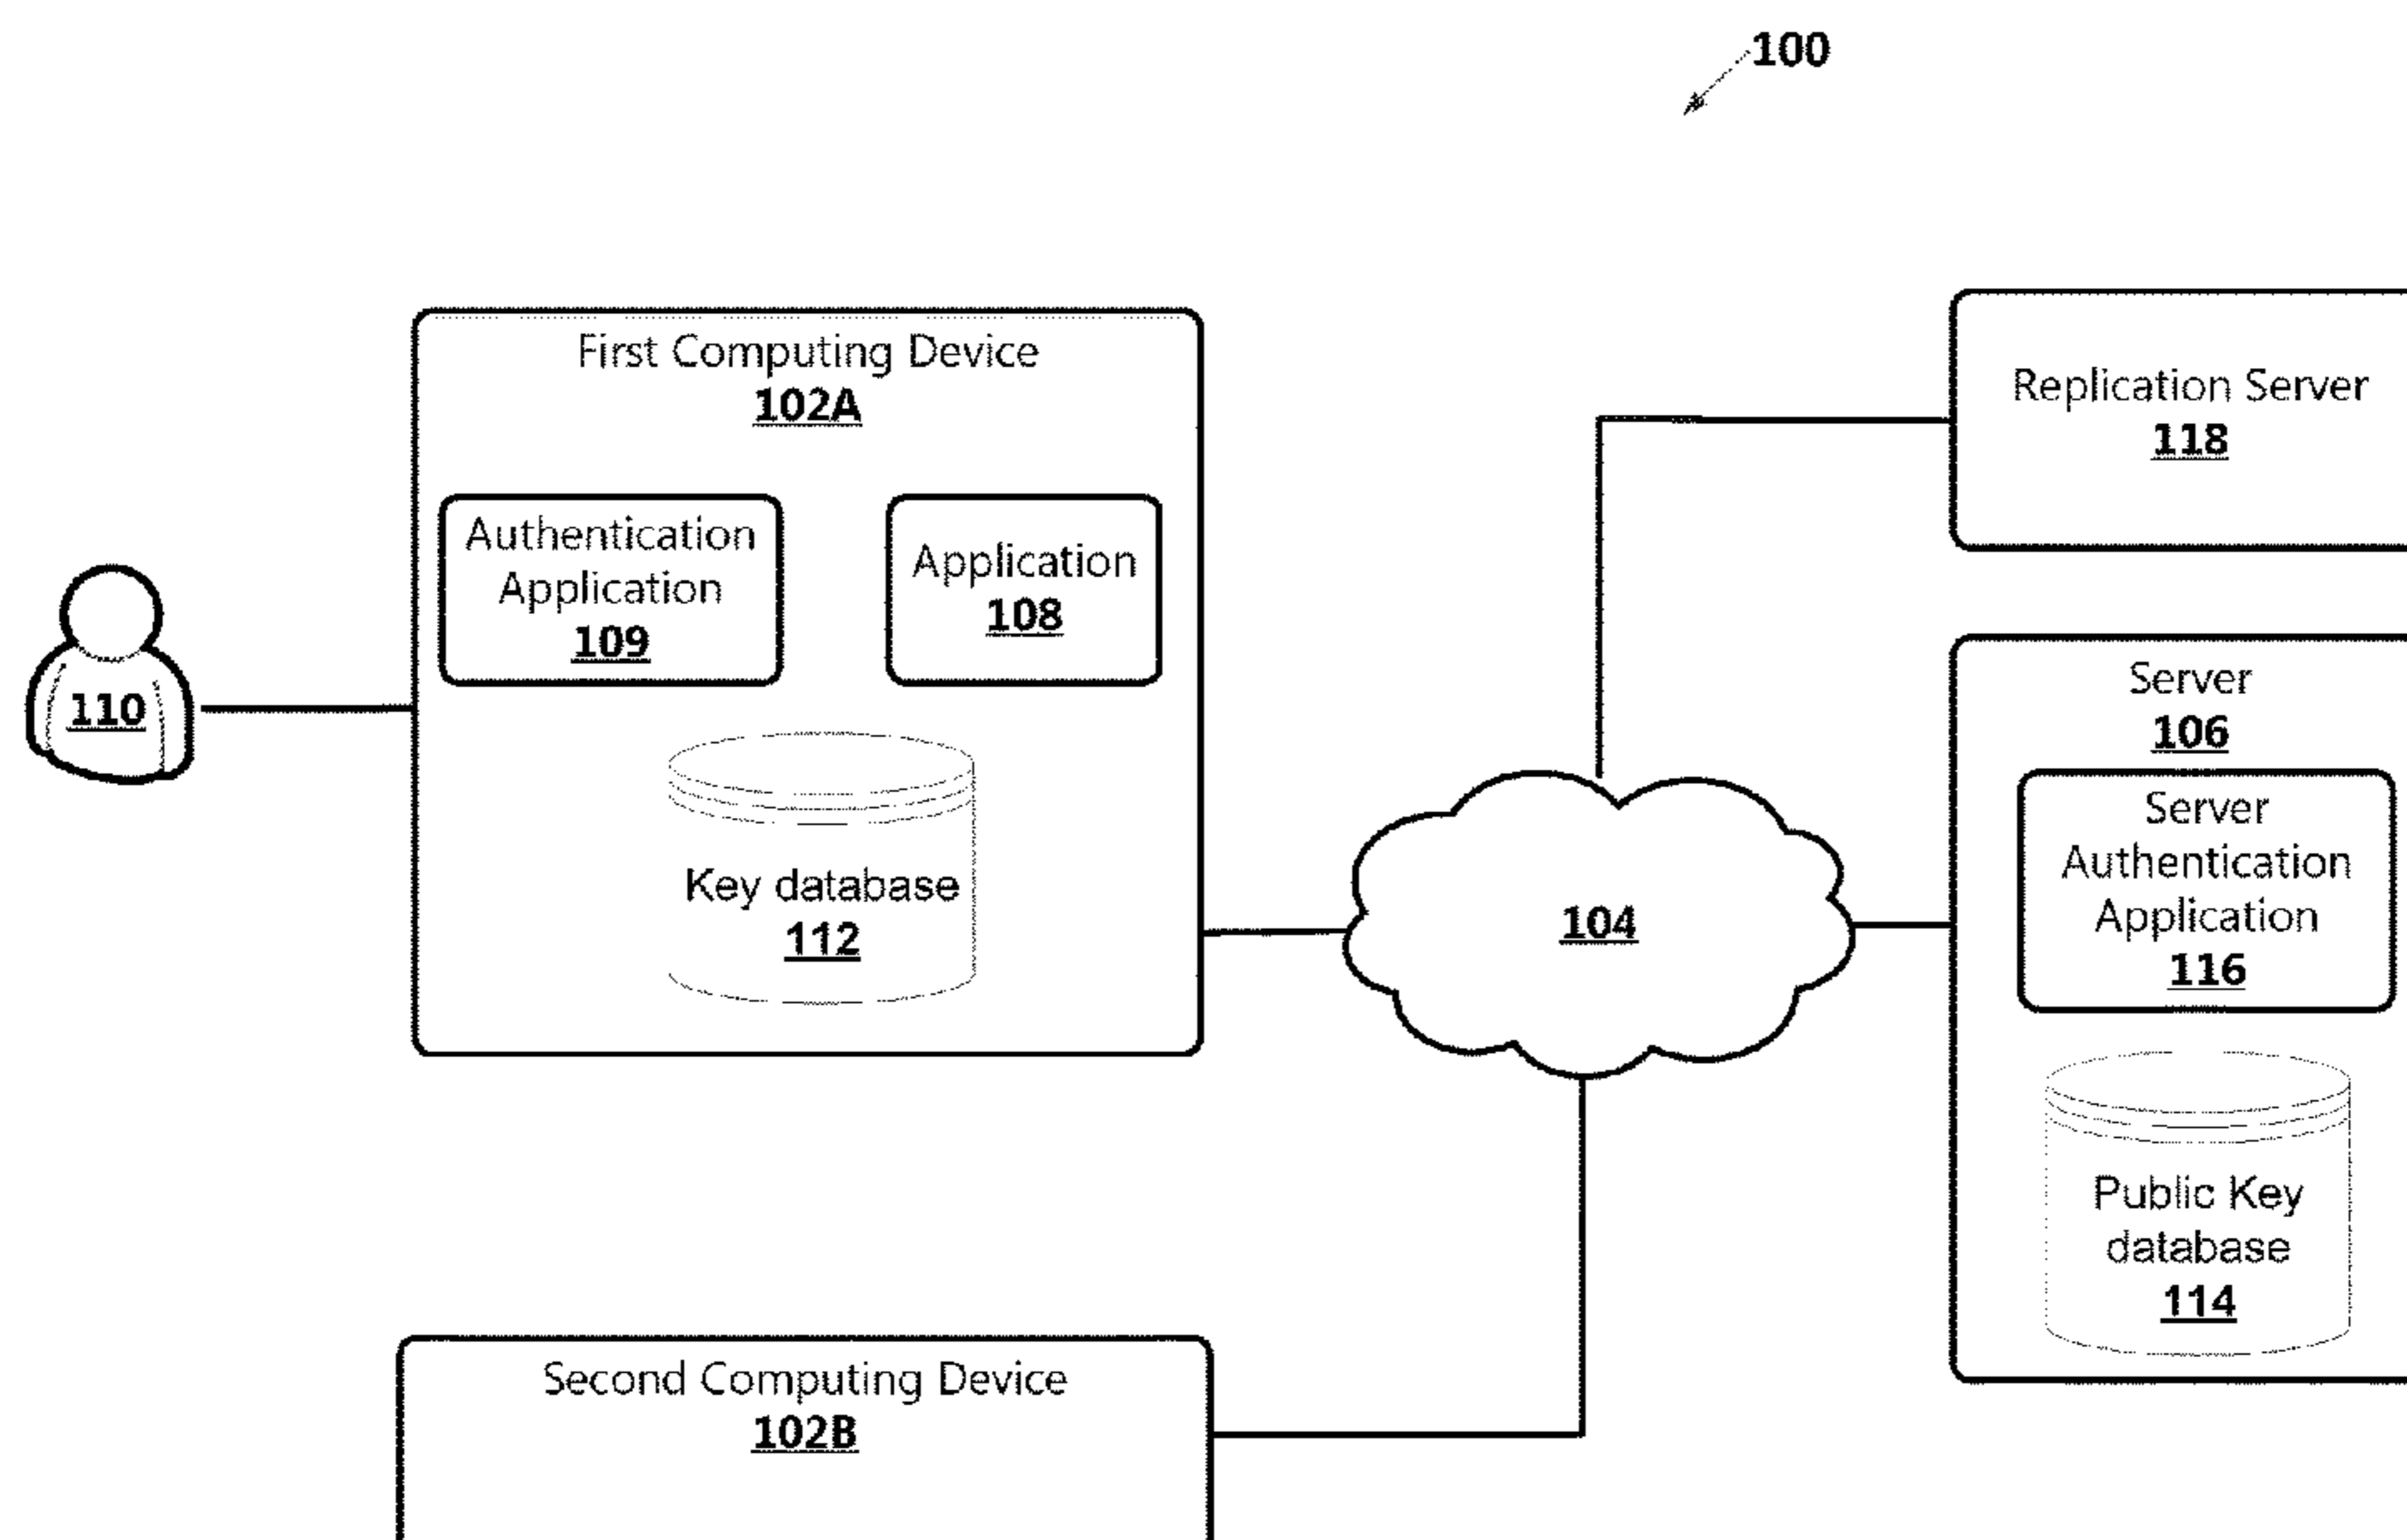 100
First Computing Device
102A
Authentication
Application
109
Application
108
110
Key database
112
104
Replication Server
118
Server
106
Server
Authentication
Application
116
Public Key
database
114
Second Computing Device
102B